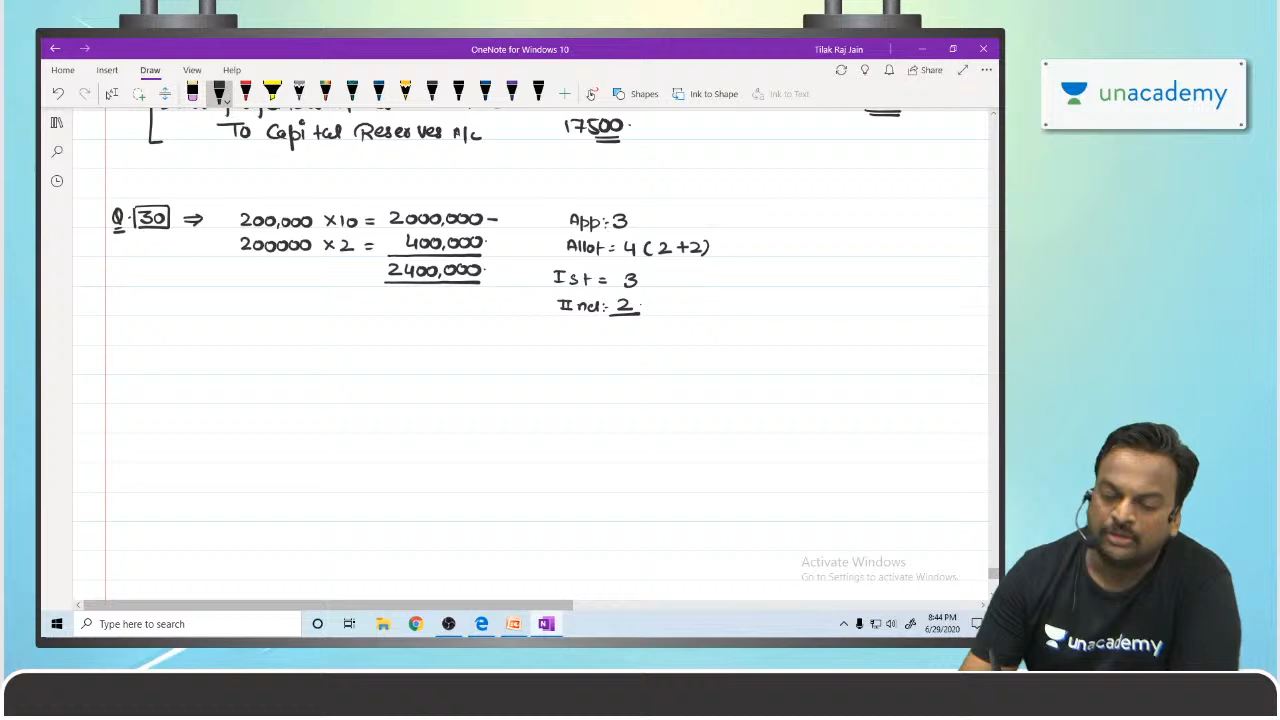 OneNote for Windows 10
Tilak Raj Jain
Home Insert Draw View Help
Share
Shapes
Ink to Shape
Ink to Text
unacademy
To Capital Reserves A/c 17500
Q. 30 ⇒ 200,000 × 10 = 2000,000 –
200000 × 2 = 400,000
2400,000
App:- 3
Allot = 4 (2+2)
Ist = 3
IInd:- 2
Activate Windows
Go to Settings to activate Windows.
Type here to search
8:44 PM
6/29/2020
unacademy